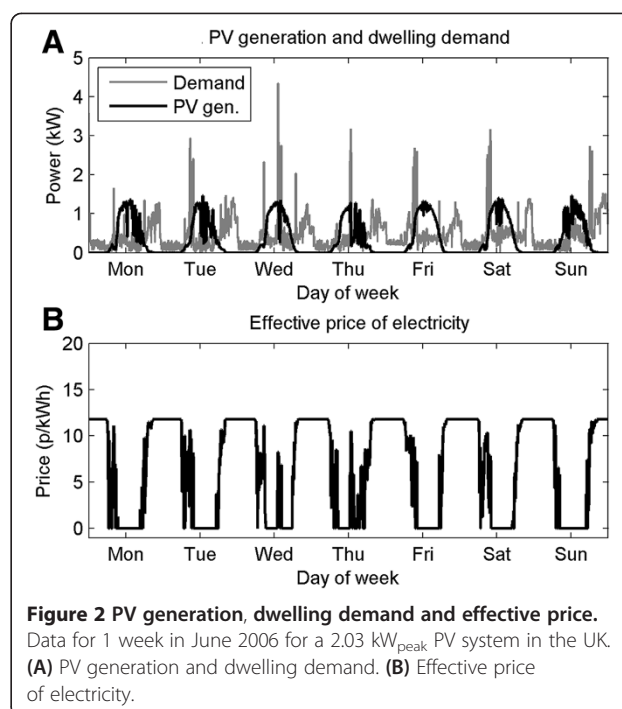 A
. PV generation and dwelling demand
5
4
3
2
1
0
Power (kW)
Demand
PV gen.
Mon Tue Wed Thu Fri Sat Sun
Day of week
B
Effective price of electricity
20
15
10
5
0
Price (p/kWh)
Mon Tue Wed Thu Fri Sat Sun
Day of week
Figure 2 PV generation, dwelling demand and effective price.
Data for 1 week in June 2006 for a 2.03 kWpeak PV system in the UK.
(A) PV generation and dwelling demand. (B) Effective price
of electricity.